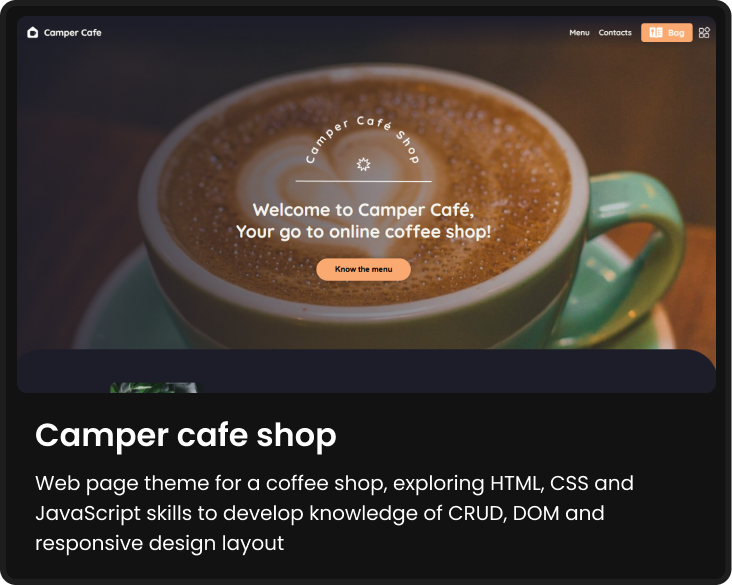 Camper Cafe
Menu Contacts Bag
Camper Café Shop
Welcome to Camper Café,
Your go to online coffee shop!
Know the menu
Camper cafe shop
Web page theme for a coffee shop, exploring HTML, CSS and
JavaScript skills to develop knowledge of CRUD, DOM and
responsive design layout